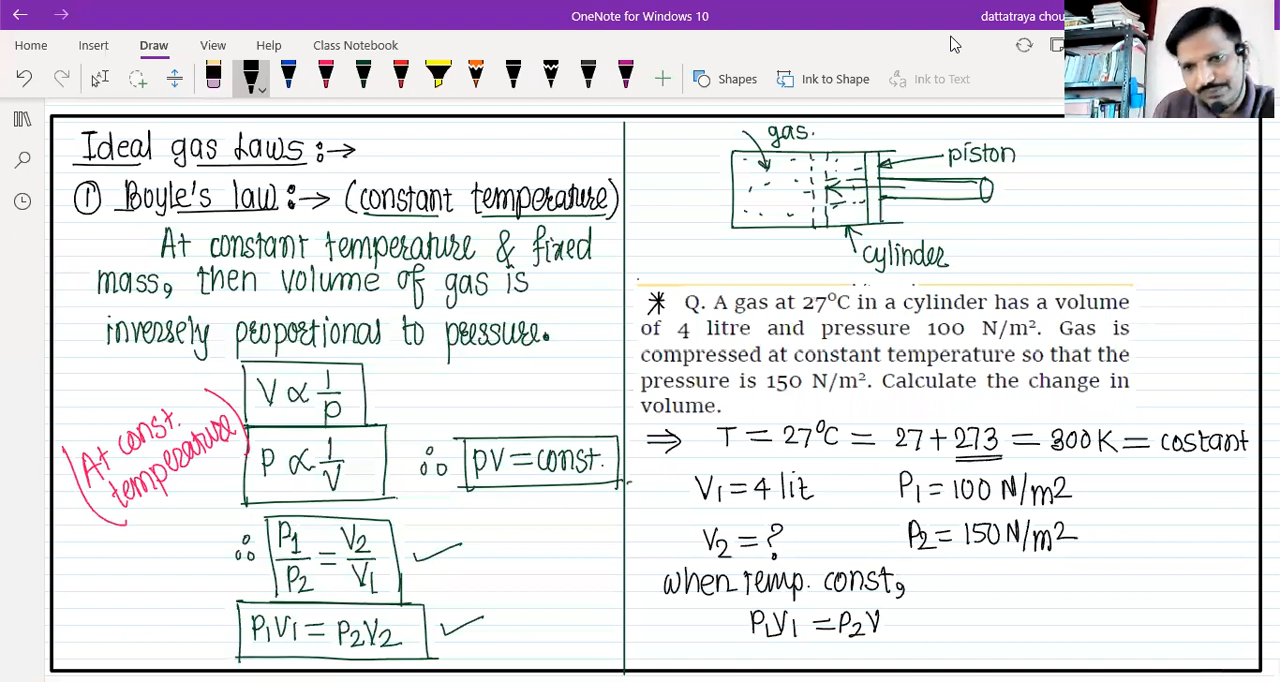 OneNote for Windows 10
dattatraya chou
Home Insert Draw View Help Class Notebook
Shapes Ink to Shape Ink to Text
Ideal gas Laws :→
① Boyle's law :→ (constant temperature)
At constant temperature & fixed
mass, then volume of gas is
inversely proportional to pressure.
V ∝ 1/P
P ∝ 1/V
∴ PV = const.
(At const. temperature)
∴ P1/P2 = V2/V1 ✓
P1V1 = P2V2 ✓
gas.
piston
cylinder
* Q. A gas at 27°C in a cylinder has a volume
of 4 litre and pressure 100 N/m². Gas is
compressed at constant temperature so that the
pressure is 150 N/m². Calculate the change in
volume.
⇒ T = 27°C = 27 + 273 = 300K = costant
V1 = 4 lit P1 = 100 N/m2
V2 = ? P2 = 150 N/m2
when temp. const,
P1V1 = P2V